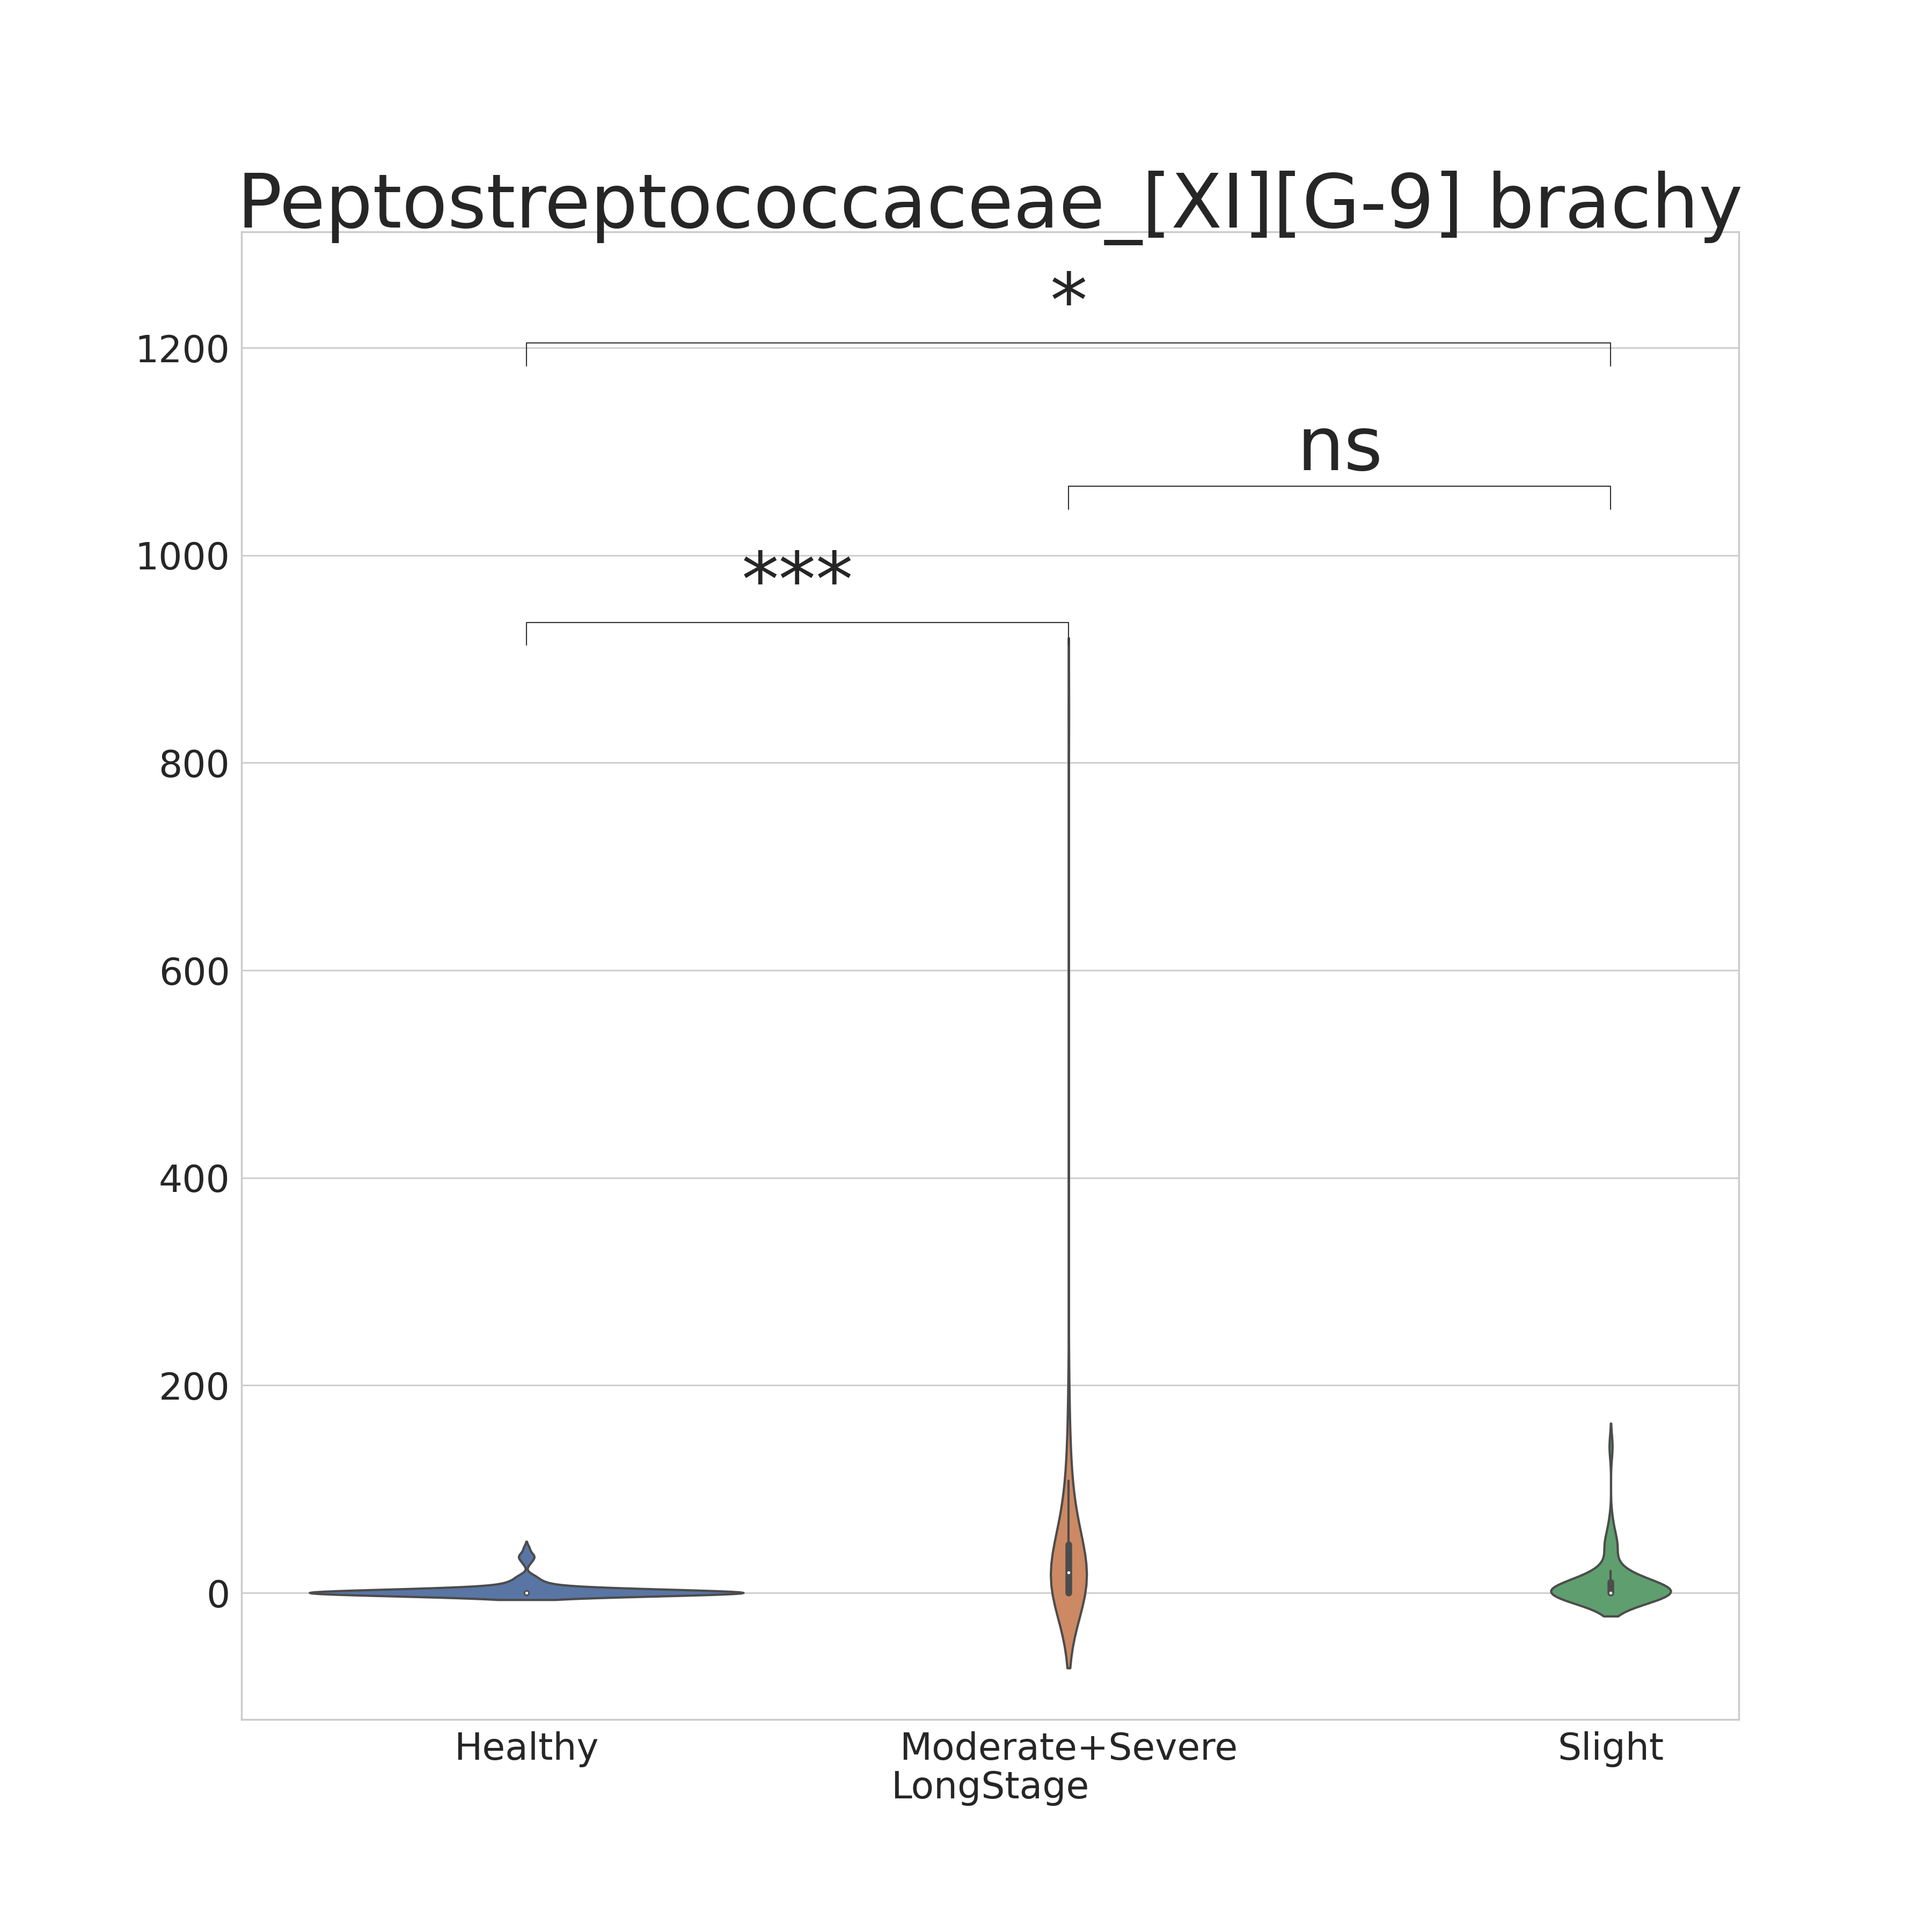 Peptostreptococcaceae_[XI][G-9] brachy
*
1200
ns
1000
***
800
600
400
200
0
Healthy Moderate+Severe Slight
LongStage